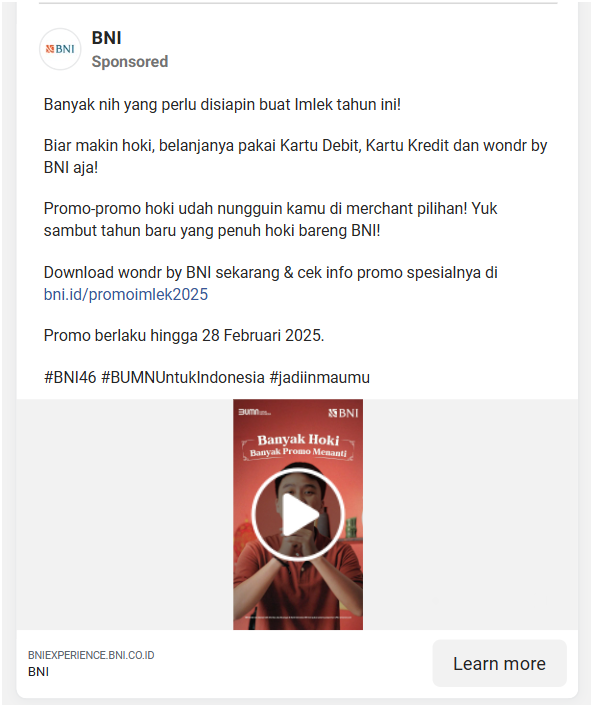 BNI
BNI
Sponsored
Banyak nih yang perlu disiapin buat Imlek tahun ini!
Biar makin hoki, belanjanya pakai Kartu Debit, Kartu Kredit dan wondr by
BNI aja!
Promo-promo hoki udah nungguin kamu di merchant pilihan! Yuk
sambut tahun baru yang penuh hoki bareng BNI!
Download wondr by BNI sekarang & cek info promo spesialnya di
bni.id/promoimlek2025
Promo berlaku hingga 28 Februari 2025.
#BNI46 #BUMNUntukIndonesia #jadiinmaumu
BUMN
BNI
Banyak Hoki
Banyak Promo Menanti
BNIEXPERIENCE.BNI.CO.ID
BNI
Learn more